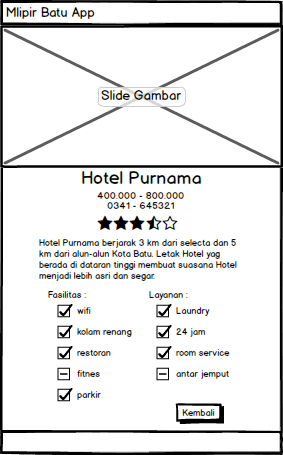 Mlipir Batu App
Slide Gambar
Hotel Purnama
400.000 - 800.000
0341 - 645321
Hotel Purnama berjarak 3 km dari selecta dan 5
km dari alun-alun Kota Batu. Letak Hotel yag
berada di dataran tinggi membuat suasana Hotel
menjadi lebih asri dan segar.
Fasilitas :
wifi
kolam renang
restoran
fitnes
parkir
Layanan :
Laundry
24 jam
room service
antar jemput
Kembali